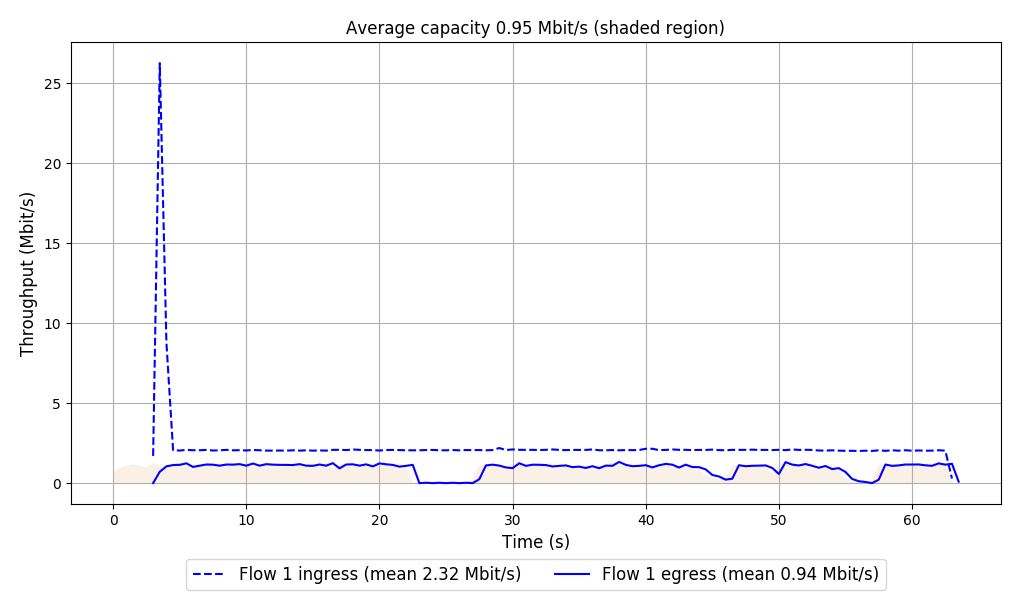 Average capacity 0.95 Mbit/s (shaded region)
Throughput (Mbit/s)
25
20
15
10
5
0
0 10 20 30 40 50 60
Time (s)
Flow 1 ingress (mean 2.32 Mbit/s) Flow 1 egress (mean 0.94 Mbit/s)